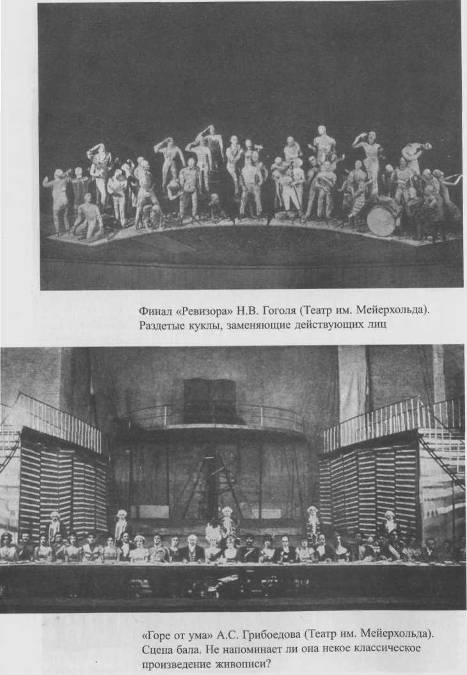 Финал «Ревизора» Н.В. Гоголя (Театр им. Мейерхольда).
Раздетые куклы, заменяющие действующих лиц
«Горе от ума» А.С. Грибоедова (Театр им. Мейерхольда).
Сцена бала. Не напоминает ли она некое классическое
произведение живописи?